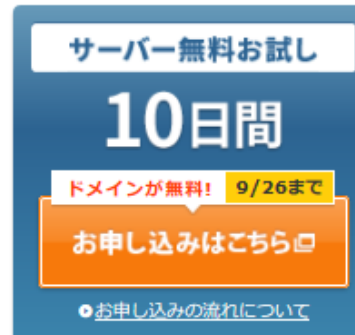 サーバー無料お試し
10日間
ドメインが無料! 9/26まで
お申し込みはこちら
お申し込みの流れについて